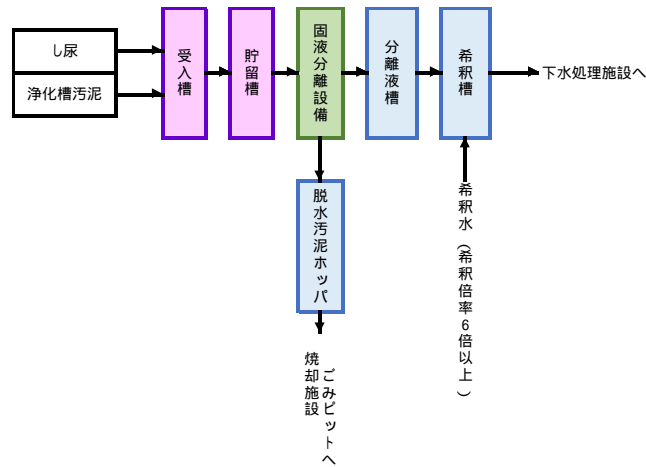 し尿
浄化槽汚泥
受入槽
貯留槽
固液分離設備
分離液槽
希釈槽
下水処理施設へ
脱水汚泥ホッパ
希釈水（希釈倍率6倍以上）
焼却施設
ごみピットへ